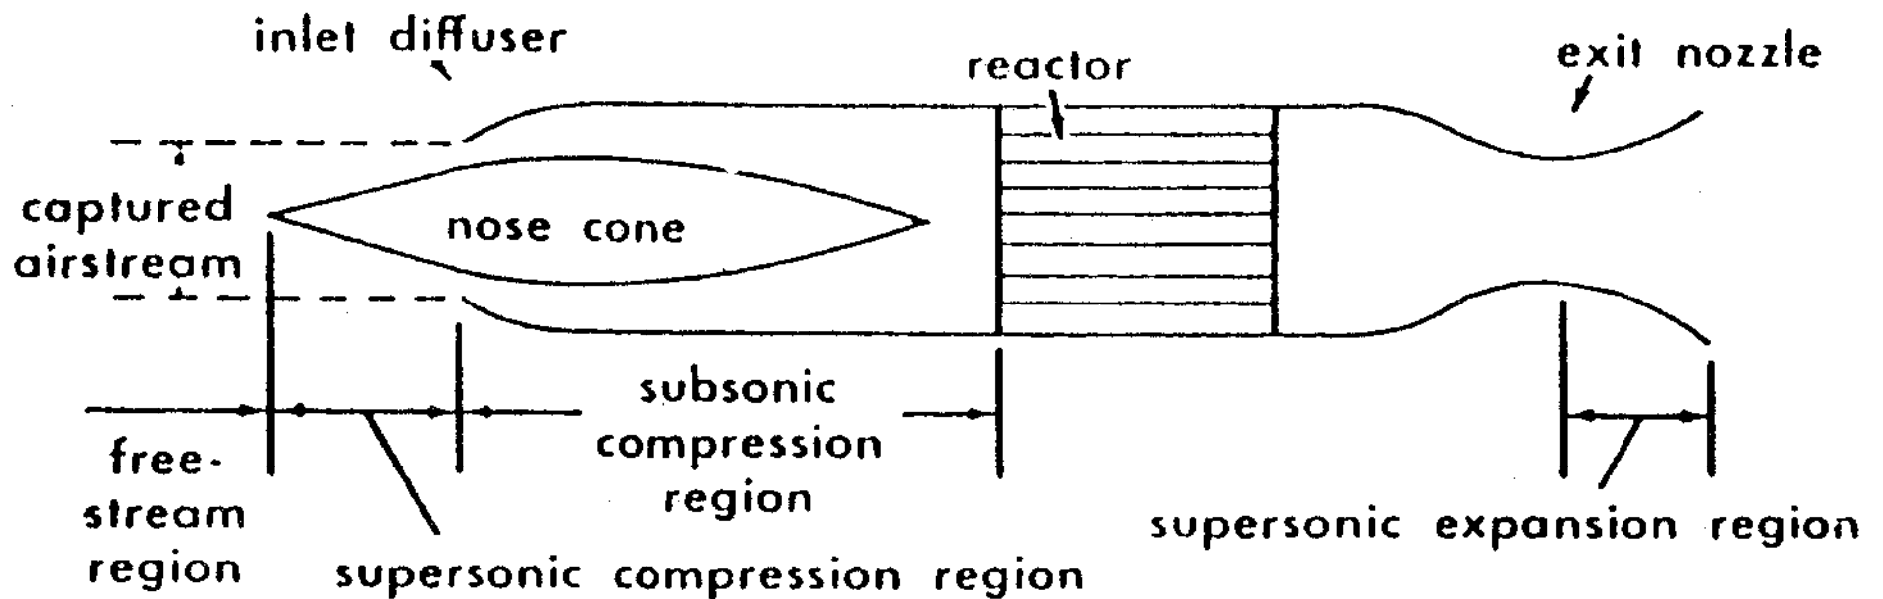 inlet diffuser
reactor
exit nozzle
captured
airstream
nose cone
free-
stream
region
supersonic compression region
subsonic
compression
region
supersonic expansion region